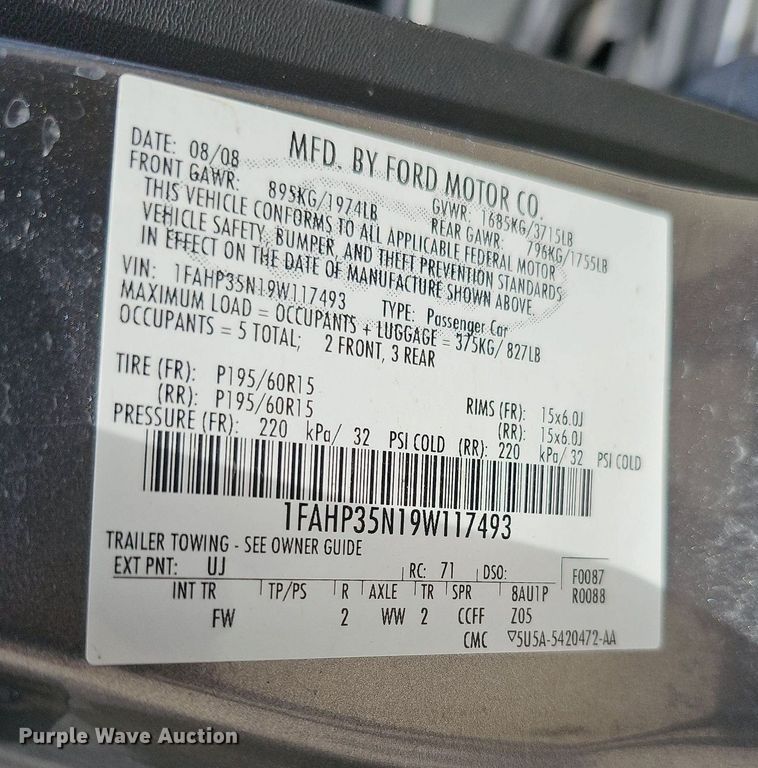 MFD. BY FORD MOTOR CO.
DATE: 08/08 GVWR: 1685KG/3715LB
FRONT GAWR: 895KG/1974LB REAR GAWR: 796KG/1755LB
THIS VEHICLE CONFORMS TO ALL APPLICABLE FEDERAL MOTOR
VEHICLE SAFETY, BUMPER, AND THEFT PREVENTION STANDARDS
IN EFFECT ON THE DATE OF MANUFACTURE SHOWN ABOVE.
VIN: 1FAHP35N19W117493 TYPE: Passenger Car
MAXIMUM LOAD = OCCUPANTS + LUGGAGE = 375KG/ 827LB
OCCUPANTS = 5 TOTAL; 2 FRONT, 3 REAR
TIRE (FR): P195/60R15 RIMS (FR): 15x6.0J
(RR): P195/60R15 (RR): 15x6.0J
PRESSURE (FR): 220 kPa/ 32 PSI COLD (RR): 220 kPa/ 32 PSI COLD
1FAHP35N19W117493
TRAILER TOWING - SEE OWNER GUIDE
EXT PNT: UJ RC: 71 DSO: F0087
INT TR TP/PS R AXLE TR SPR 8AU1P R0088
FW 2 WW 2 CCFF Z05
CMC ▽5U5A-5420472-AA
Purple Wave Auction